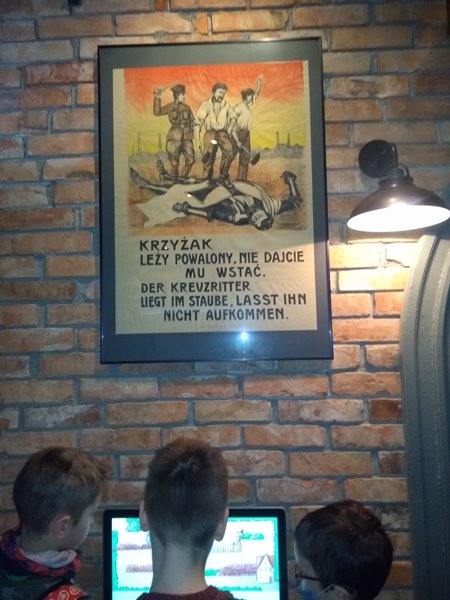 KRZYŻAK
LEŻY POWALONY, NIE DAJCIE
MU WSTAĆ.
DER KREUZRITTER
LIEGT IM STAUBE, LASST IHN
NICHT AUFKOMMEN.